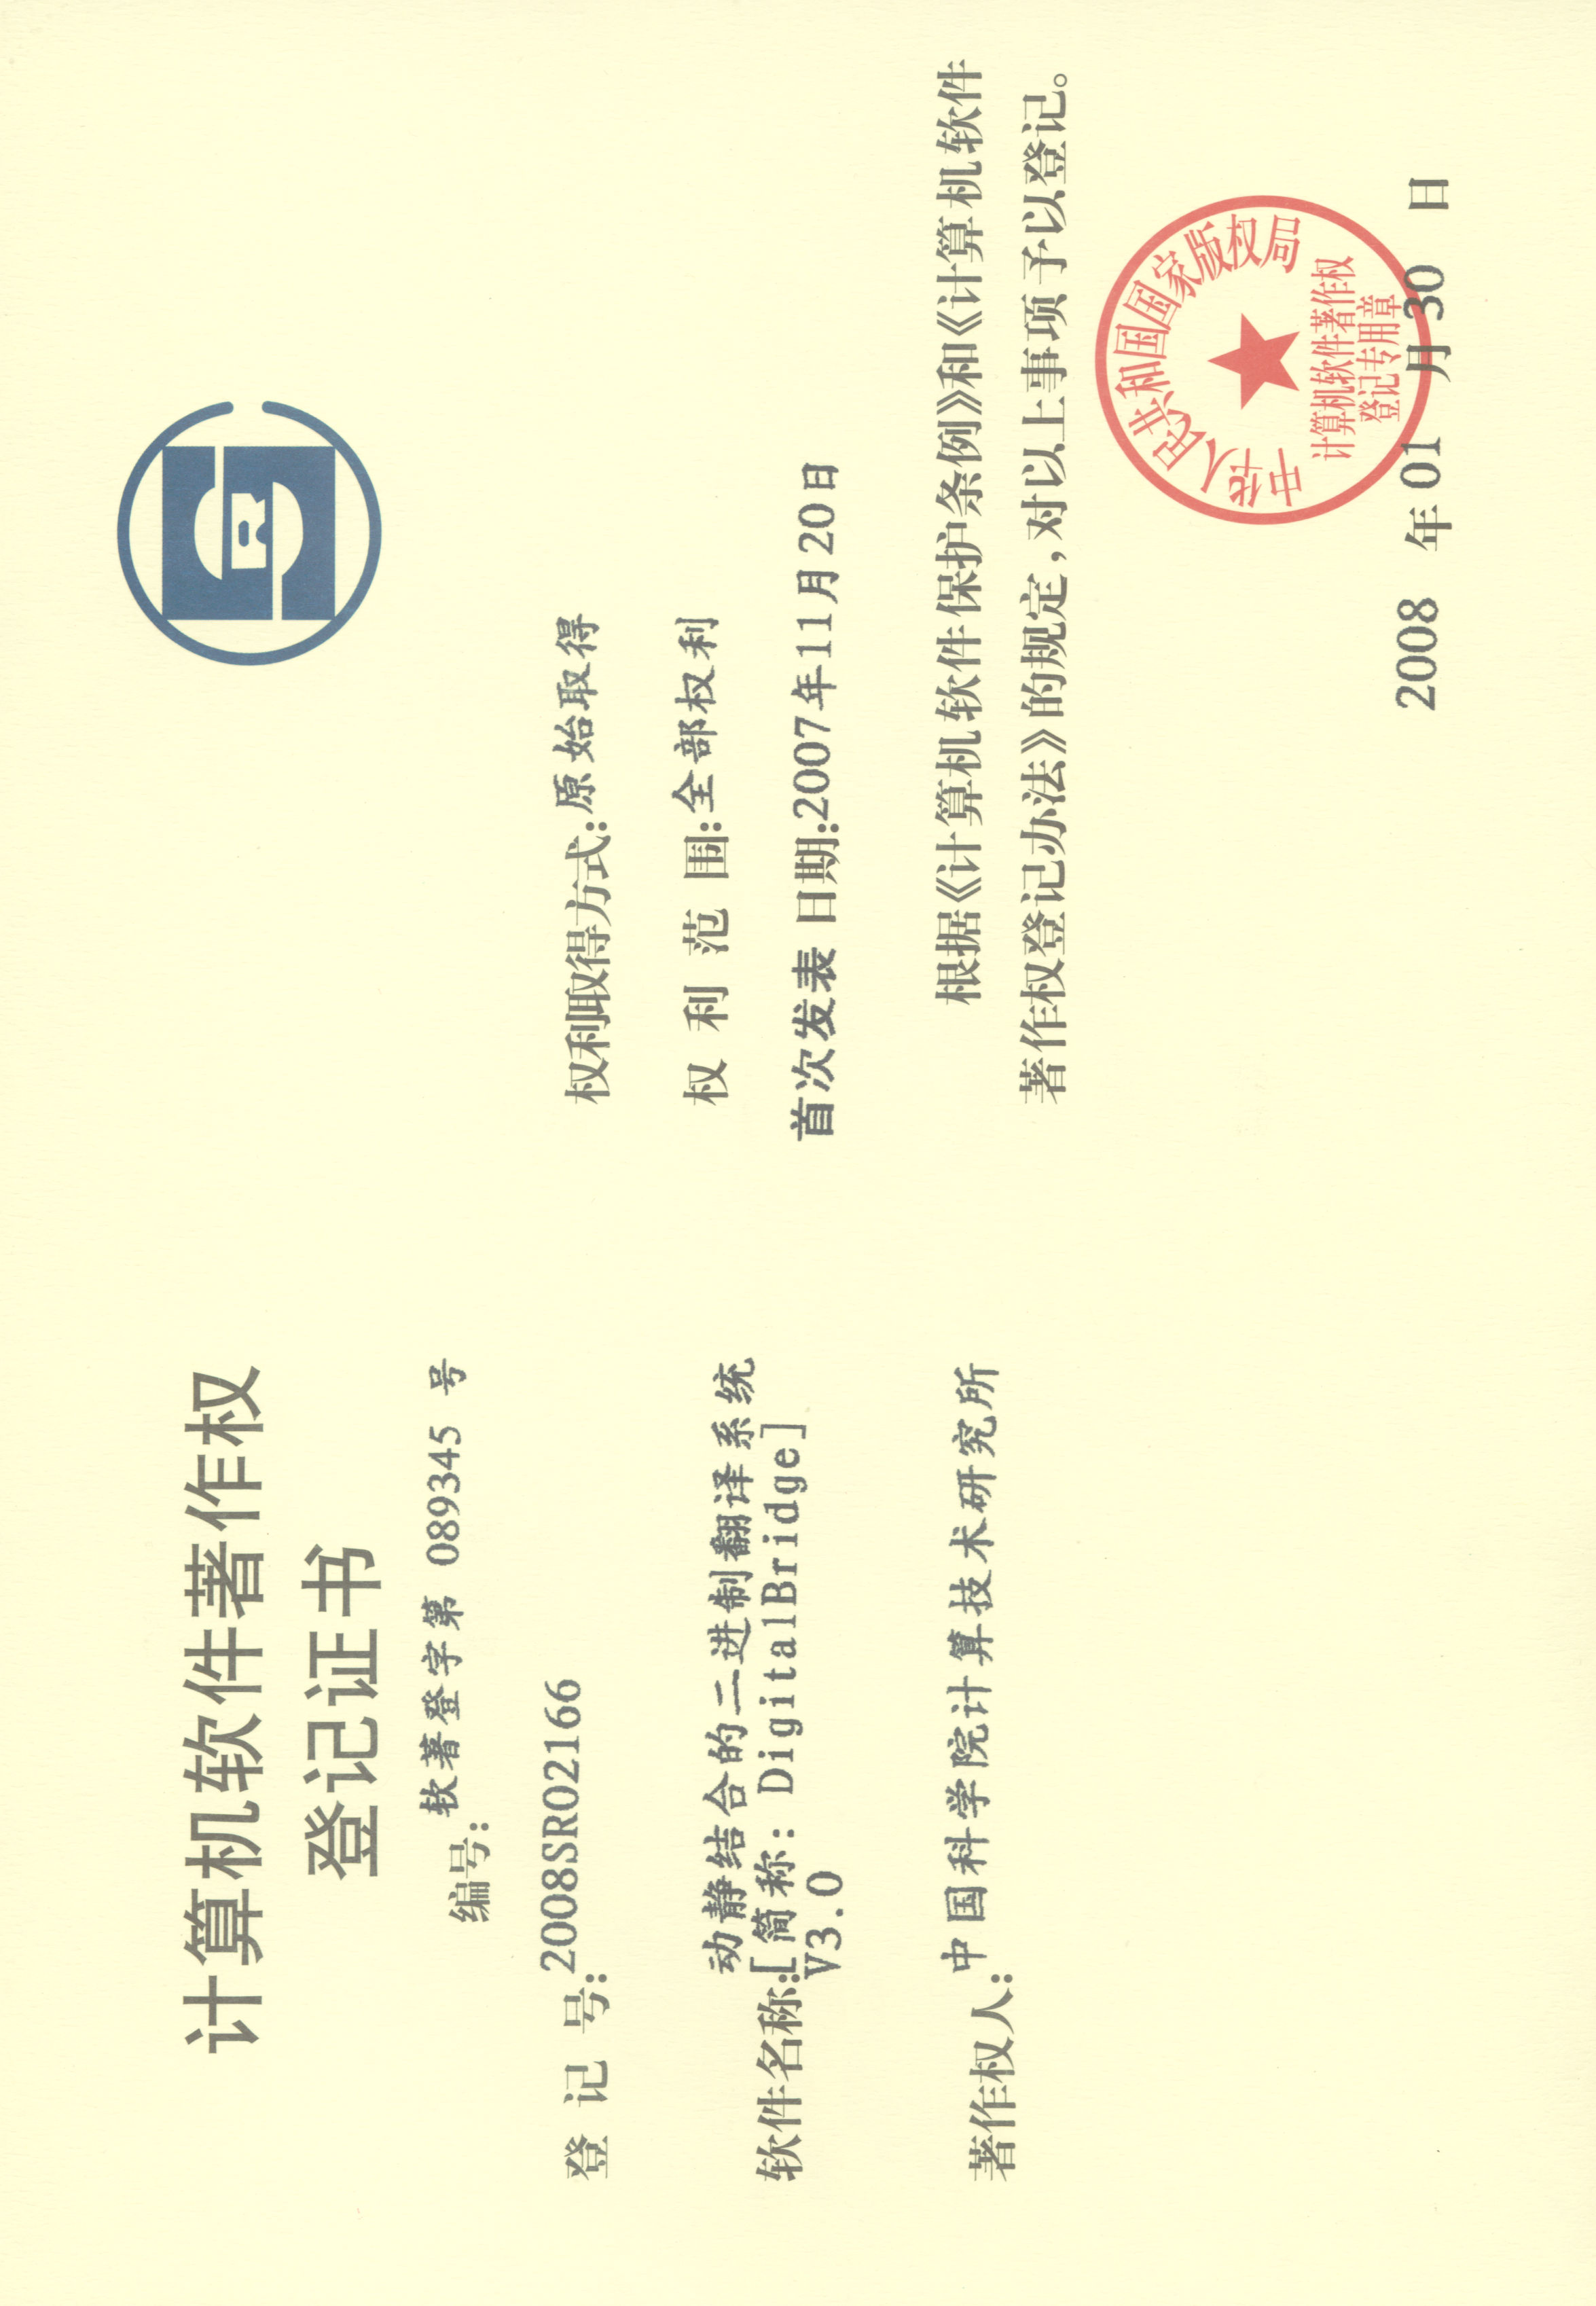 计算机软件著作权
登记证书
编号：软著登字第 089345 号
登 记 号：2008SR02166
软件名称：动静结合的二进制翻译系统
[简称：DigitalBridge]
V3.0
著作权人：中国科学院计算技术研究所
权利取得方式：原始取得
权 利 范 围：全部权利
首次发表 日期：2007年11月20日
根据《计算机软件保护条例》和《计算机软件
著作权登记办法》的规定，对以上事项予以登记。
中华人民共和国国家版权局
计算机软件著作权
登记专用章
2008 年 01 月 30 日